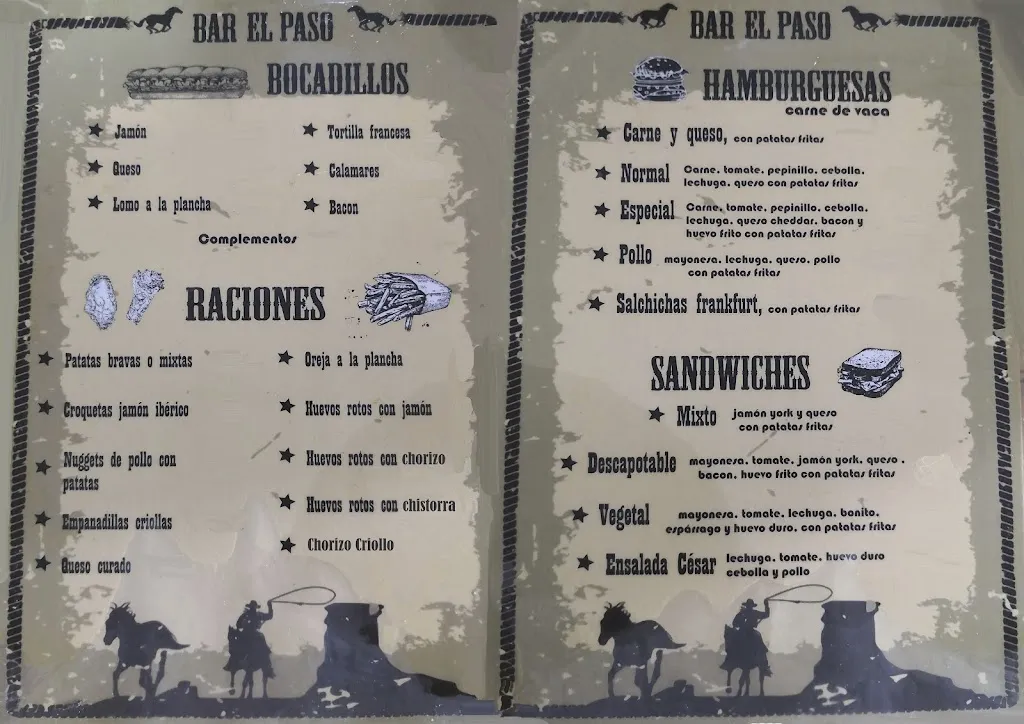 BAR EL PASO
BOCADILLOS
Jamón
Queso
Lomo a la plancha
Tortilla francesa
Calamares
Bacon
Complementos
RACIONES
Patatas bravas o mixtas
Croquetas jamón ibérico
Nuggets de pollo con
patatas
Empanadillas criollas
Queso curado
Oreja a la plancha
Huevos rotos con jamón
Huevos rotos con chorizo
Huevos rotos con chistorra
Chorizo Criollo
BAR EL PASO
HAMBURGUESAS
carne de vaca
Carne y queso, con patatas fritas
Normal Carne, tomate, pepinillo, cebolla,
lechuga, queso con patatas fritas
Especial Carne, tomate, pepinillo, cebolla,
lechuga, queso cheddar, bacon y
huevo frito con patatas fritas
Pollo mayonesa, lechuga, queso, pollo
con patatas fritas
Salchichas frankfurt, con patatas fritas
SANDWICHES
Mixto jamón york y queso
con patatas fritas
Descapotable mayonesa, tomate, jamón york, queso,
bacon, huevo frito con patatas fritas
Vegetal mayonesa, tomate, lechuga, bonito,
espárrago y huevo duro, con patatas fritas
Ensalada César lechuga, tomate, huevo duro
cebolla y pollo